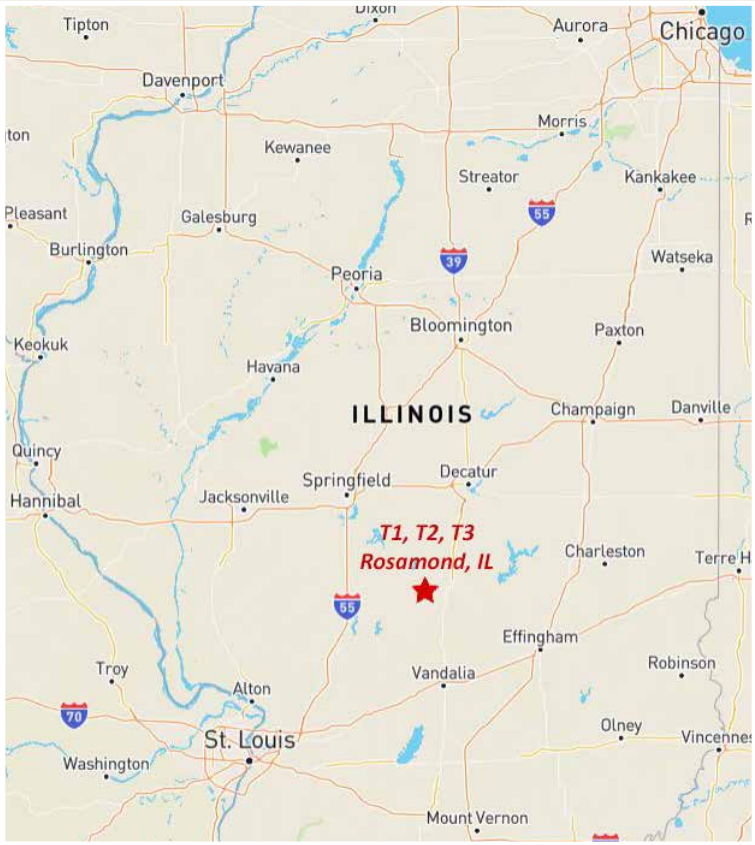 Dixon
Tipton
Aurora
Chicago
Davenport
Morris
ton
Kewanee
Streator
Kankakee
Pleasant
Galesburg
55
R
Burlington
39
Watseka
Peoria
Bloomington
Paxton
Keokuk
Havana
ILLINOIS
Champaign
Danville
Quincy
Springfield
Decatur
Hannibal
Jacksonville
T1, T2, T3
Rosamond, IL
Charleston
Terre H
55
Effingham
Robinson
Troy
Vandalia
Alton
70
St. Louis
Olney
Vincennes
Washington
Mount Vernon